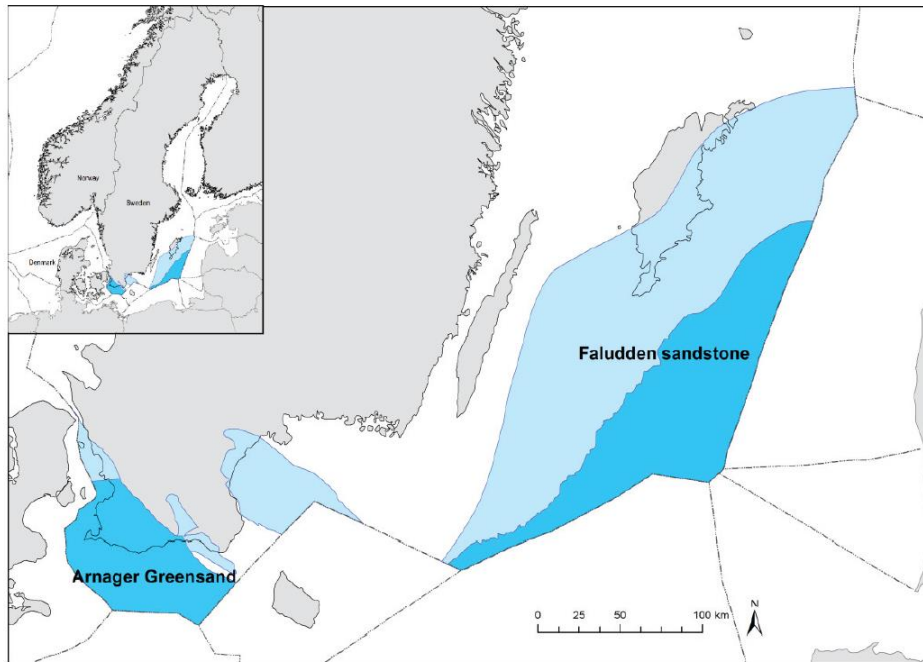 Norway
Sweden
Denmark
Faludden sandstone
Arnager Greensand
N
0 25 50 100 km